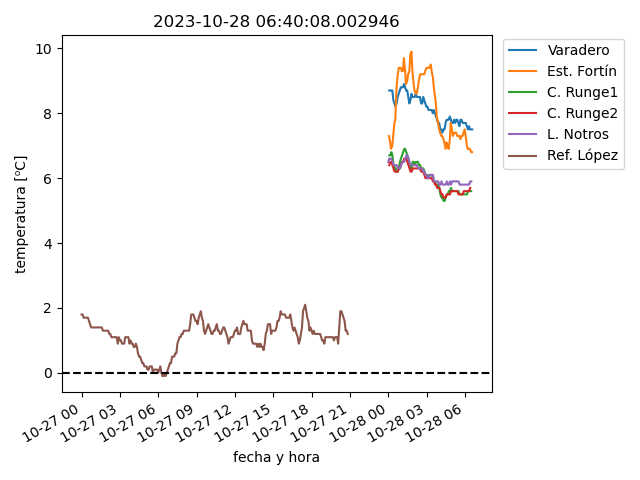 2023-10-28 06:40:08.002946
temperatura [ºC]
10
8
6
4
2
0
Varadero
Est. Fortín
C. Runge1
C. Runge2
L. Notros
Ref. López
10-27 00
10-27 03
10-27 06
10-27 09
10-27 12
10-27 15
10-27 18
10-27 21
10-28 00
10-28 03
10-28 06
fecha y hora